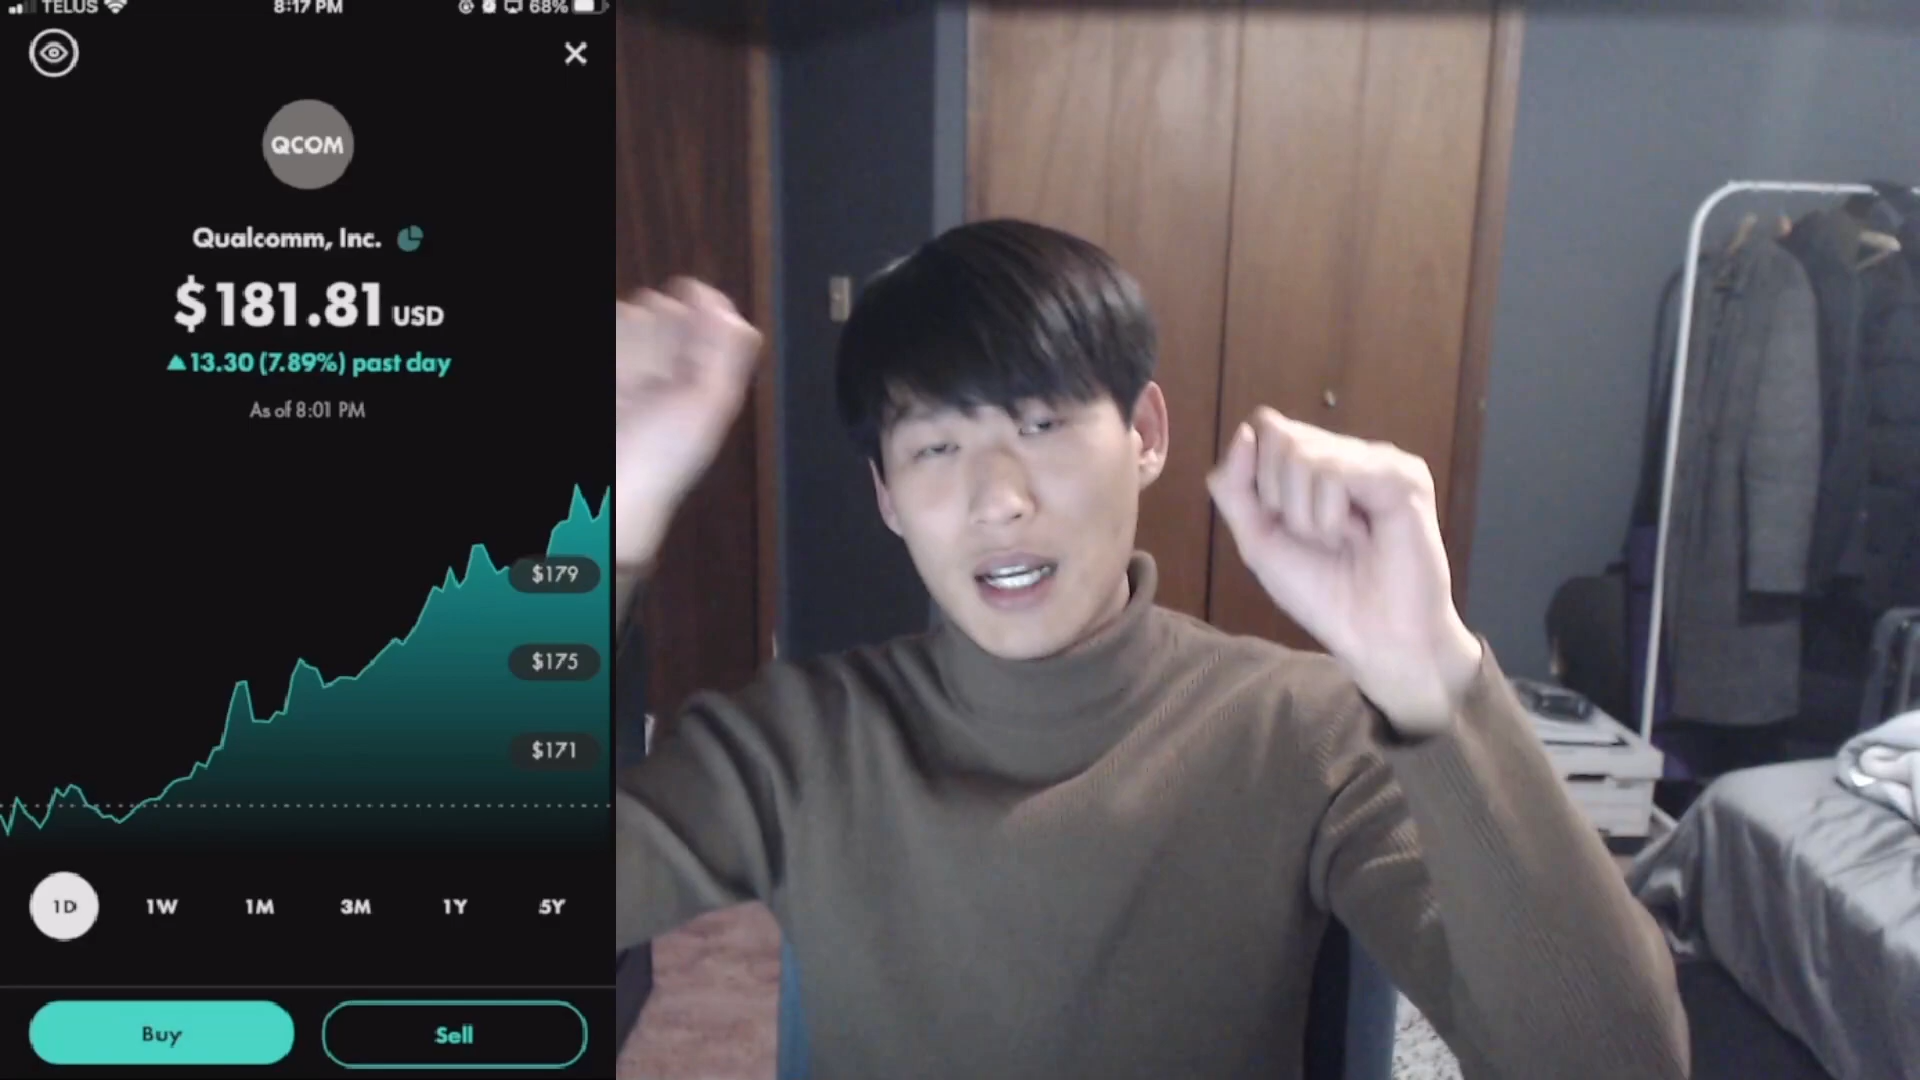 TELUS 8:17 PM 68%
QCOM
Qualcomm, Inc.
$181.81 USD
▲13.30 (7.89%) past day
As of 8:01 PM
$179
$175
$171
1D 1W 1M 3M 1Y 5Y
Buy Sell